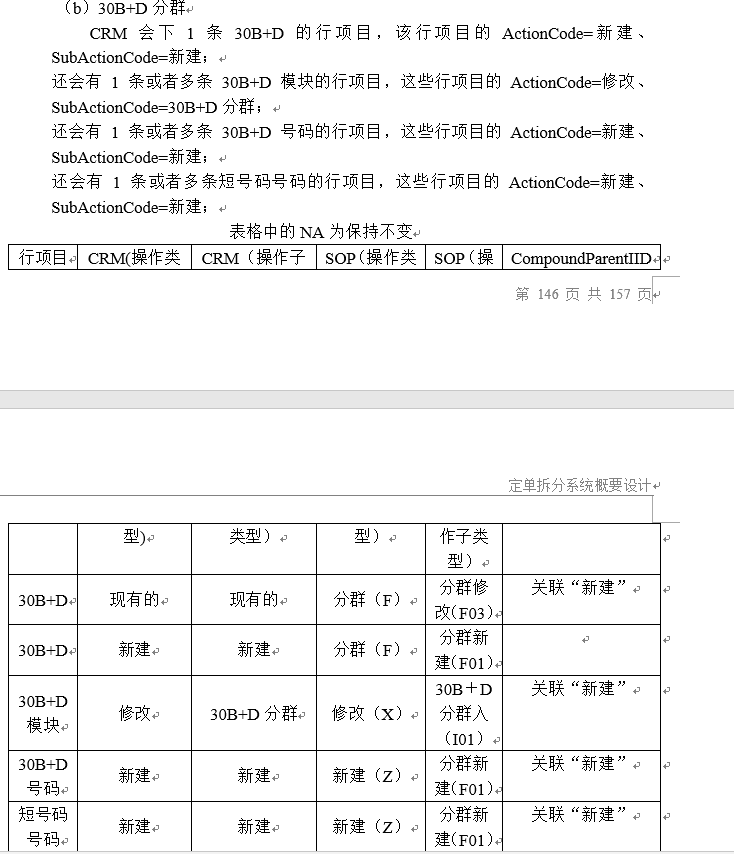 （b）30B+D 分群
CRM 会下 1 条 30B+D 的行项目，该行项目的 ActionCode=新建、
SubActionCode=新建；
还会有 1 条或者多条 30B+D 模块的行项目，这些行项目的 ActionCode=修改、
SubActionCode=30B+D 分群；
还会有 1 条或者多条 30B+D 号码的行项目，这些行项目的 ActionCode=新建、
SubActionCode=新建；
还会有 1 条或者多条短号码号码的行项目，这些行项目的 ActionCode=新建、
SubActionCode=新建；
表格中的 NA 为保持不变
行项目 CRM(操作类 CRM（操作子 SOP（操作类 SOP（操 CompoundParentIID
第 146 页 共 157 页
定单拆分系统概要设计
型) 类型） 型） 作子类
型）
30B+D 现有的 现有的 分群（F） 分群修 关联“新建”
改（F03）
30B+D 新建 新建 分群（F） 分群新
建（F01）
30B+D 模块 修改 30B+D 分群 修改（X） 30B＋D 关联“新建”
分群入
（I01）
30B+D 新建 新建 新建（Z） 分群新 关联“新建”
号码 建（F01）
短号码 新建 新建 新建（Z） 分群新 关联“新建”
号码 建（F01）